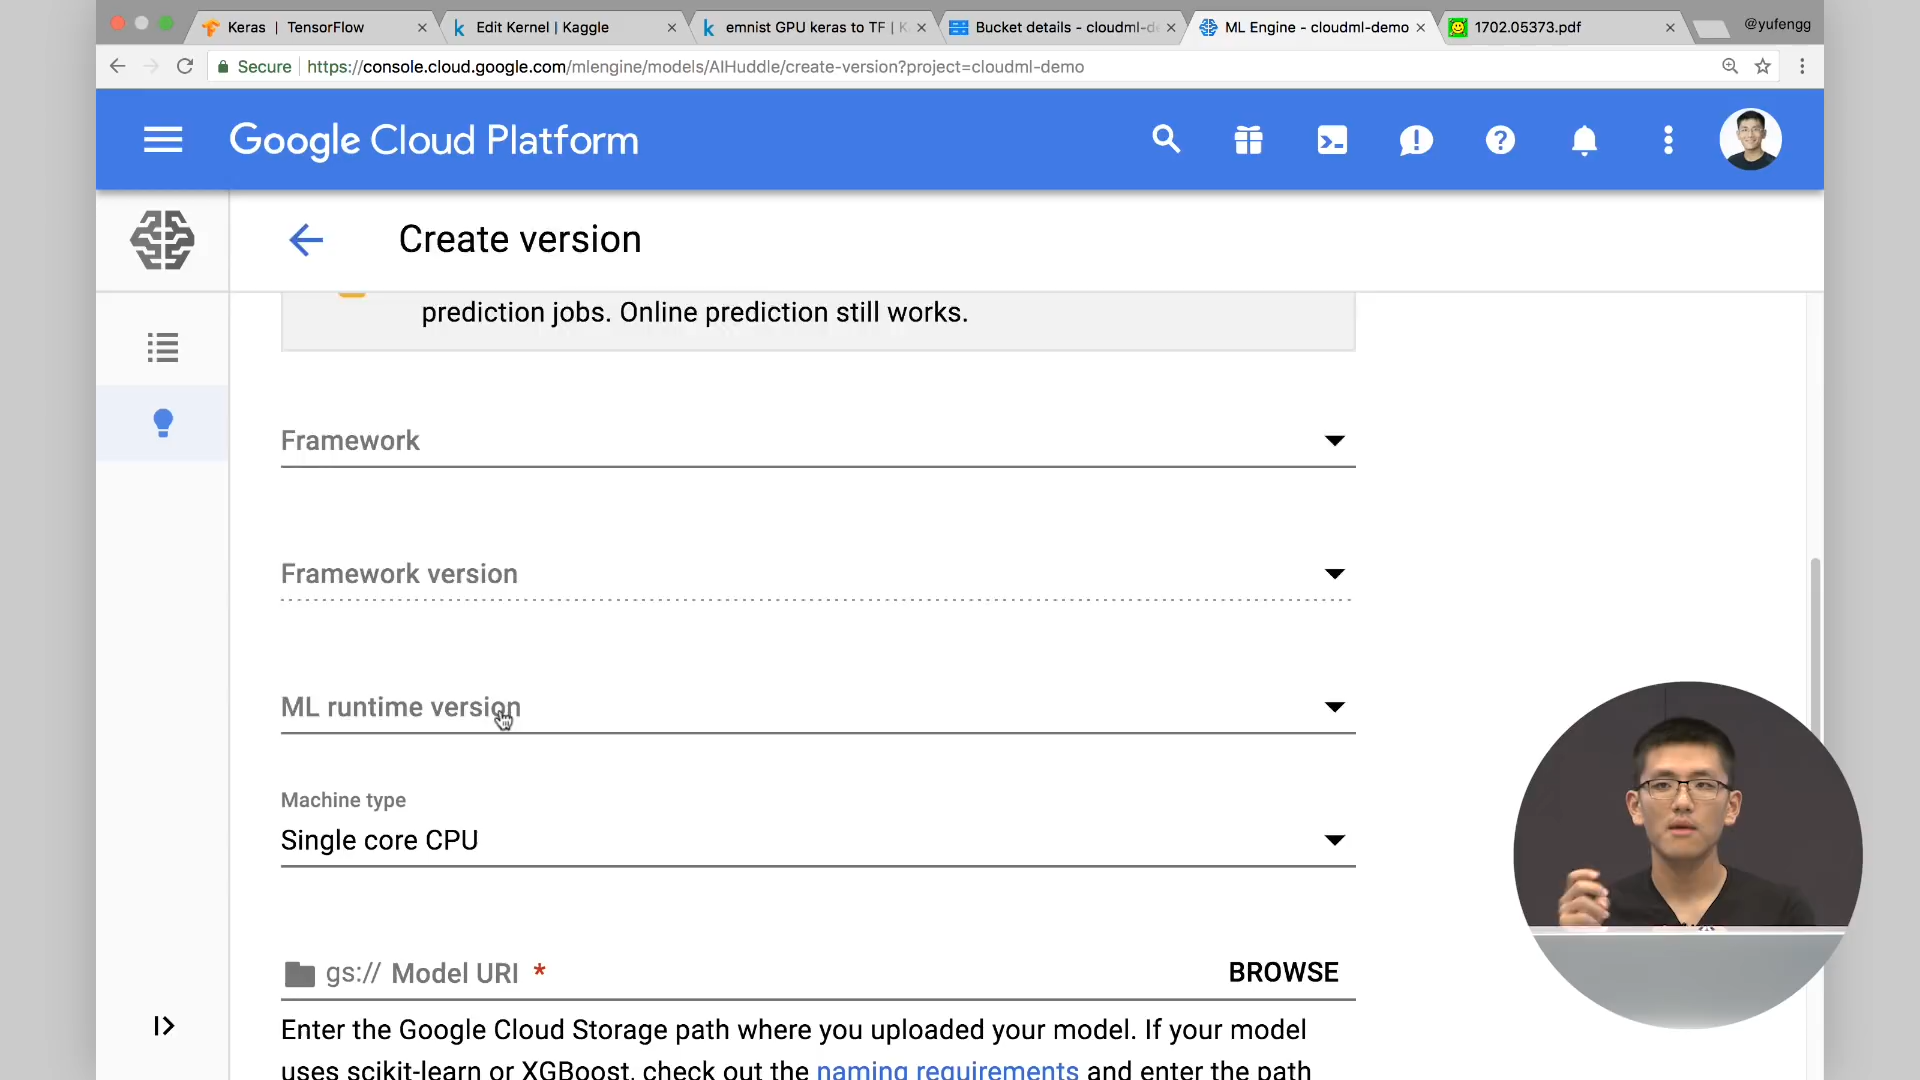 Keras | TensorFlow
Edit Kernel | Kaggle
emnist GPU keras to TF | K
Bucket details - cloudml-de
ML Engine - cloudml-demo
1702.05373.pdf
@yufengg
Secure
https://console.cloud.google.com/mlengine/models/AIHuddle/create-version?project=cloudml-demo
Google Cloud Platform
Create version
prediction jobs. Online prediction still works.
Framework
Framework version
ML runtime version
Machine type
Single core CPU
gs:// Model URI *
BROWSE
Enter the Google Cloud Storage path where you uploaded your model. If your model
uses scikit-learn or XGBoost, check out the naming requirements and enter the path